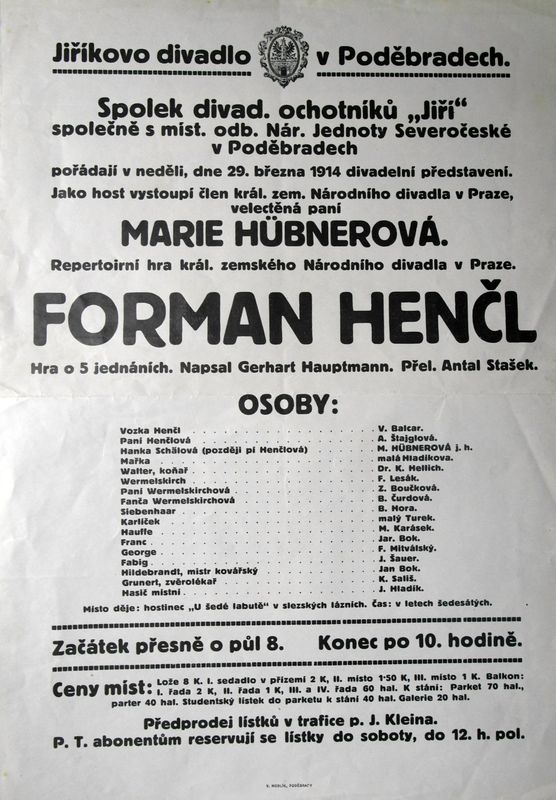 Jiříkovo divadlo v Poděbradech.
Spolek divad. ochotníků „Jiří“
společně s míst. odb. Nár. Jednoty Severočeské
v Poděbradech
pořádají v neděli, dne 29. března 1914 divadelní představení.
Jako host vystoupí člen král. zem. Národního divadla v Praze,
velectěná paní
MARIE HÜBNEROVÁ.
Repertoirní hra král. zemského Národního divadla v Praze.
FORMAN HENČL
Hra o 5 jednáních. Napsal Gerhart Hauptmann. Přel. Antal Stašek.
OSOBY:
Vozka Henčl . . . . V. Balcar.
Paní Henčlová . . . . A. Štajglová.
Hanka Schälová (později pí Henčlová) . . . . M. HÜBNEROVÁ j. h.
Mařka . . . . malá Hladíkova.
Walter, koňař . . . . Dr. K. Hellich.
Wermelskirch . . . . F. Lesák.
Paní Wermelskirchová . . . . Z. Boučková.
Fanča Wermelskirchová . . . . B. Čurdová.
Siebenhaar . . . . B. Hora.
Karlíček . . . . malý Turek.
Hauffe . . . . M. Karásek.
Franc . . . . Jar. Bok.
George . . . . F. Mitválský.
Fabig . . . . J. Šauer.
Hildebrandt, mistr kovářský . . . . Jan Bok.
Grunert, zvěrolékař . . . . K. Sališ.
Hasič místní . . . . J. Hladík.
Místo děje: hostinec „U šedé labutě“ v slezských lázních. Čas: v letech šedesátých.
Začátek přesně o půl 8. Konec po 10. hodině.
Ceny míst: Lože 8 K. I. sedadlo v přízemí 2 K, II. místo 1·50 K, III. místo 1 K. Balkon:
I. řada 2 K, II. řada 1 K, III. a IV. řada 60 hal. K stání: Parket 70 hal.,
parter 40 hal. Studentský lístek do parketu k stání 40 hal. Galerie 20 hal.
Předprodej lístků v trafice p. J. Kleina.
P. T. abonentům reservují se lístky do soboty, do 12. h. pol.
PODĚBRADY